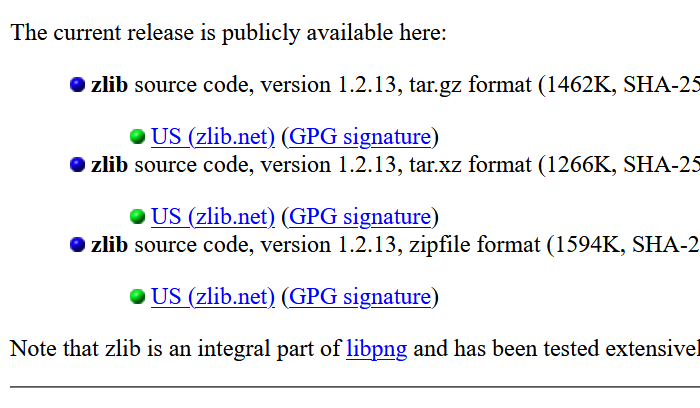 The current release is publicly available here:
zlib source code, version 1.2.13, tar.gz format (1462K, SHA-25
US (zlib.net) (GPG signature)
zlib source code, version 1.2.13, tar.xz format (1266K, SHA-25
US (zlib.net) (GPG signature)
zlib source code, version 1.2.13, zipfile format (1594K, SHA-2
US (zlib.net) (GPG signature)
Note that zlib is an integral part of libpng and has been tested extensivel